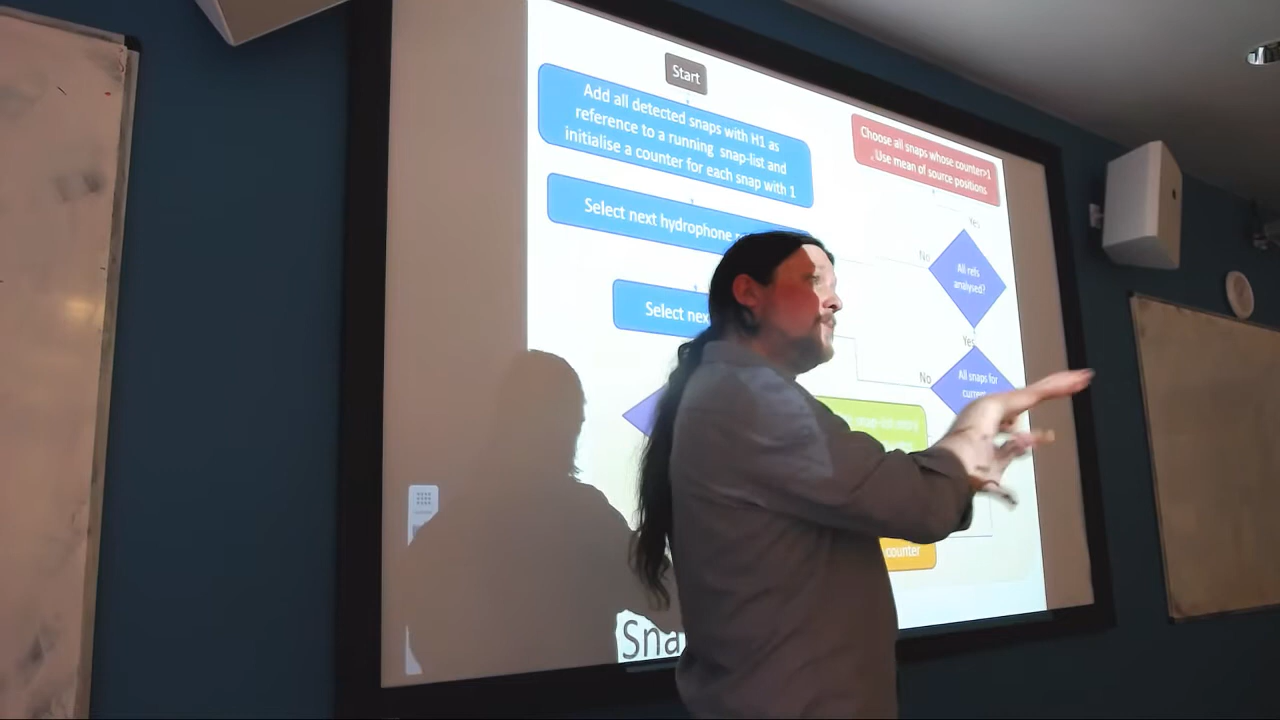 Start
Add all detected snaps with H1 as
reference to a running snap-list and
initialise a counter for each snap with 1
Select next hydrophone
Select
Choose all snaps whose counter>1
Use mean of source positions
Yes
No
All refs
analysed?
Yes
No
All snaps for
snap-list entry
counter